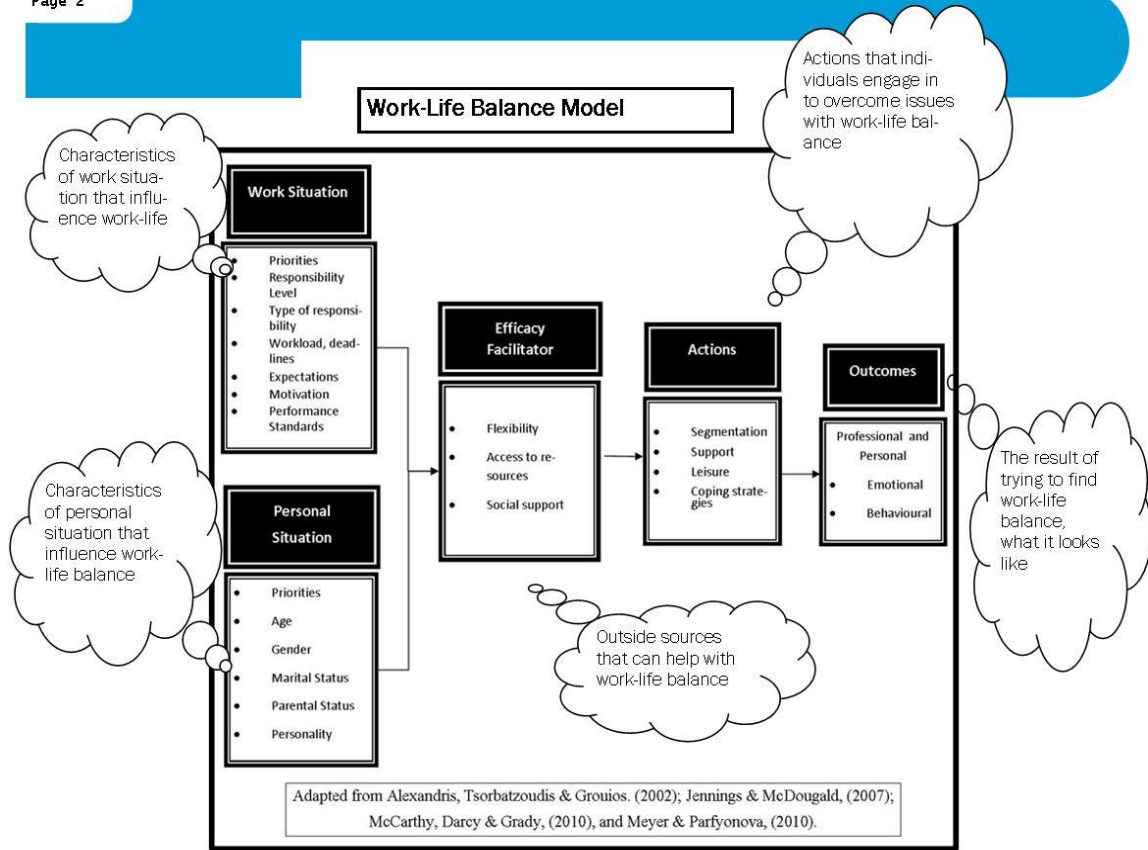 Page 2
Work-Life Balance Model
Characteristics
of work situa-
tion that influ-
ence work-life
Actions that indi-
viduals engage in
to overcome issues
with work-life bal-
ance
Work Situation
Priorities
Responsibility
Level
Type of responsi-
bility
Workload, dead-
lines
Expectations
Motivation
Performance
Standards
Characteristics
of personal
situation that
influence work-
life balance
Personal
Situation
Priorities
Age
Gender
Marital Status
Parental Status
Personality
Efficacy
Facilitator
Flexibility
Access to re-
sources
Social support
Outside sources
that can help with
work-life balance
Actions
Segmentation
Support
Leisure
Coping strate-
gies
Outcomes
Professional and
Personal
Emotional
Behavioural
The result of
trying to find
work-life
balance,
what it looks
like
Adapted from Alexandris, Tsorbatzoudis & Grouios. (2002); Jennings & McDougald, (2007);
McCarthy, Darcy & Grady, (2010), and Meyer & Parfyonova, (2010).